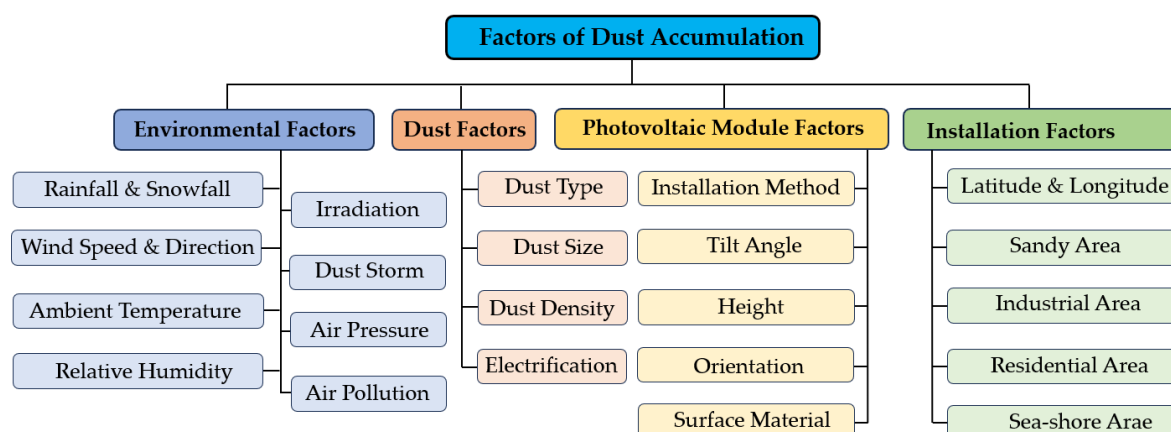 Factors of Dust Accumulation
Environmental Factors
Rainfall & Snowfall
Irradiation
Wind Speed & Direction
Dust Storm
Ambient Temperature
Air Pressure
Relative Humidity
Air Pollution
Dust Factors
Dust Type
Dust Size
Dust Density
Electrification
Photovoltaic Module Factors
Installation Method
Tilt Angle
Height
Orientation
Surface Material
Installation Factors
Latitude & Longitude
Sandy Area
Industrial Area
Residential Area
Sea-shore Arae